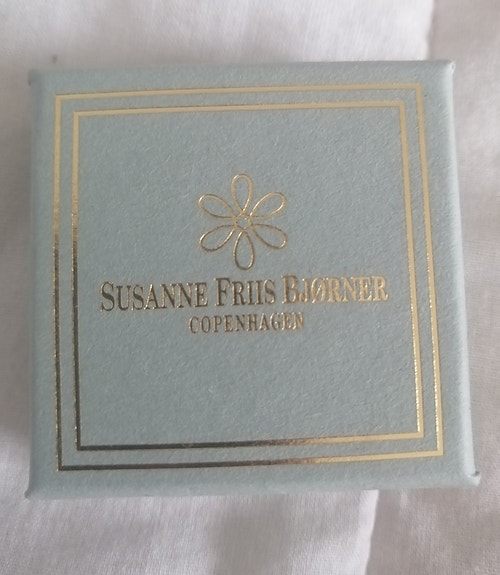 SUSANNE FRIIS BJØRNER
COPENHAGEN